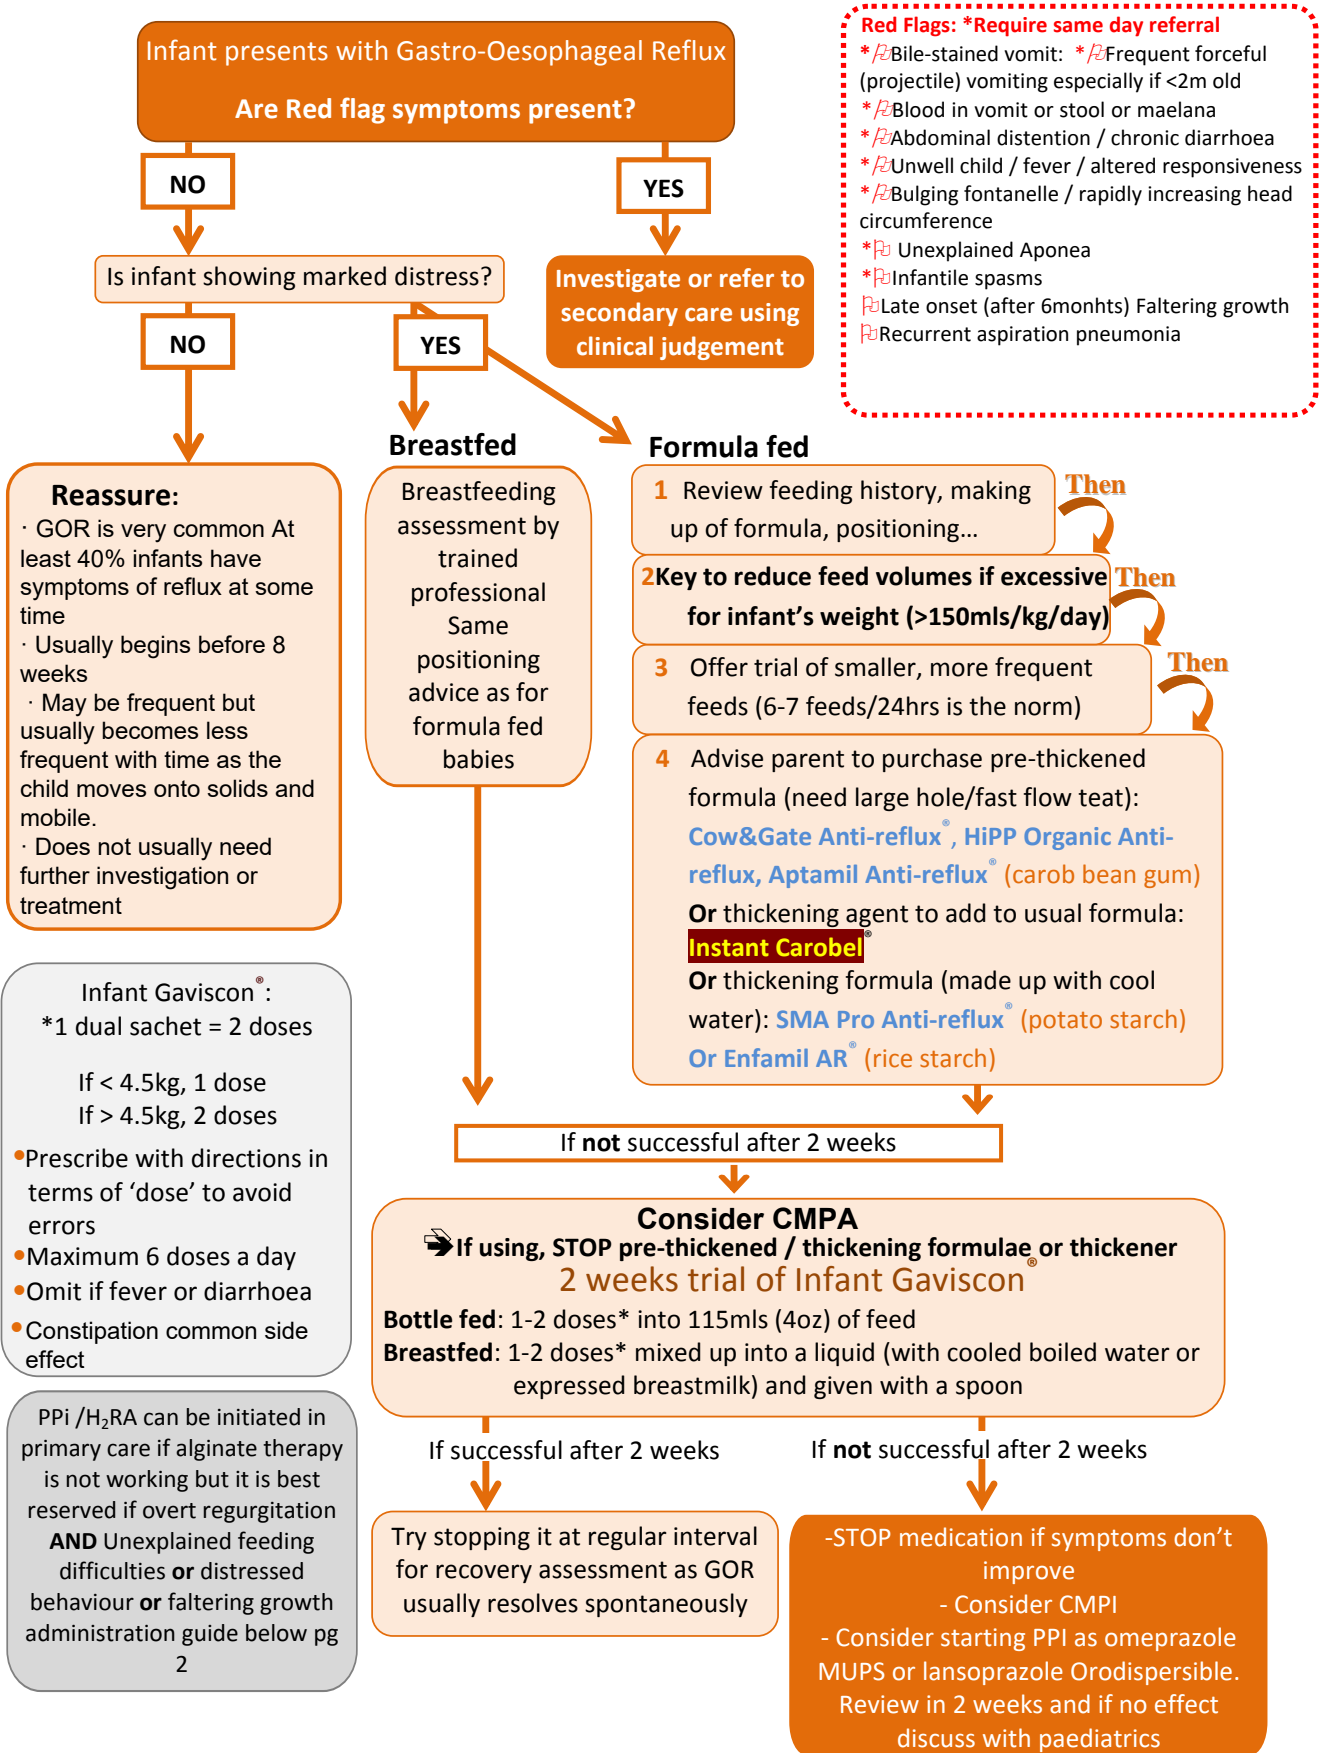 Infant presents with Gastro-Oesophageal Reflux
Are Red flag symptoms present?
Red Flags: *Require same day referral
*Bile-stained vomit: *Frequent forceful
(projectile) vomiting especially if <2m old
*Blood in vomit or stool or maelana
*Abdominal distention / chronic diarrhoea
*Unwell child / fever / altered responsiveness
*Bulging fontanelle / rapidly increasing head
circumference
* Unexplained Aponea
*Infantile spasms
Late onset (after 6monhts) Faltering growth
Recurrent aspiration pneumonia
NO
YES
Is infant showing marked distress?
Investigate or refer to
secondary care using
clinical judgement
NO
YES
Reassure:
· GOR is very common At
least 40% infants have
symptoms of reflux at some
time
· Usually begins before 8
weeks
· May be frequent but
usually becomes less
frequent with time as the
child moves onto solids and
mobile.
· Does not usually need
further investigation or
treatment
Breastfed
Breastfeeding
assessment by
trained
professional
Same
positioning
advice as for
formula fed
babies
Formula fed
1 Review feeding history, making
up of formula, positioning...
Then
2Key to reduce feed volumes if excessive
for infant's weight (>150mls/kg/day)
Then
3 Offer trial of smaller, more frequent
feeds (6-7 feeds/24hrs is the norm)
Then
4 Advise parent to purchase pre-thickened
formula (need large hole/fast flow teat):
Cow&Gate Anti-reflux®, HiPP Organic Anti-
reflux, Aptamil Anti-reflux® (carob bean gum)
Or thickening agent to add to usual formula:
Instant Carobel®
Or thickening formula (made up with cool
water): SMA Pro Anti-reflux® (potato starch)
Or Enfamil AR® (rice starch)
Infant Gaviscon®:
*1 dual sachet = 2 doses
If < 4.5kg, 1 dose
If > 4.5kg, 2 doses
•Prescribe with directions in
terms of 'dose' to avoid
errors
•Maximum 6 doses a day
•Omit if fever or diarrhoea
•Constipation common side
effect
If not successful after 2 weeks
Consider CMPA
If using, STOP pre-thickened / thickening formulae or thickener
2 weeks trial of Infant Gaviscon®
Bottle fed: 1-2 doses* into 115mls (4oz) of feed
Breastfed: 1-2 doses* mixed up into a liquid (with cooled boiled water or
expressed breastmilk) and given with a spoon
PPi /H₂RA can be initiated in
primary care if alginate therapy
is not working but it is best
reserved if overt regurgitation
AND Unexplained feeding
difficulties or distressed
behaviour or faltering growth
administration guide below pg
2
If successful after 2 weeks
If not successful after 2 weeks
Try stopping it at regular interval
for recovery assessment as GOR
usually resolves spontaneously
-STOP medication if symptoms don't
improve
- Consider CMPI
- Consider starting PPI as omeprazole
MUPS or lansoprazole Orodispersible.
Review in 2 weeks and if no effect
discuss with paediatrics